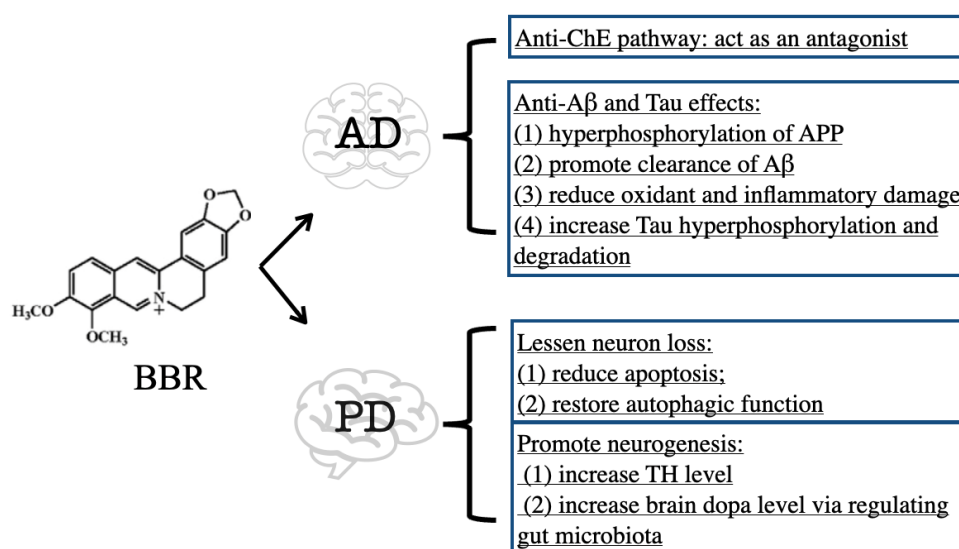 Anti-ChE pathway: act as an antagonist
AD
Anti-Aβ and Tau effects:
(1) hyperphosphorylation of APP
(2) promote clearance of Aβ
(3) reduce oxidant and inflammatory damage
(4) increase Tau hyperphosphorylation and
degradation
O
O
N
+
H₃CO
OCH₃
BBR
PD
Lessen neuron loss:
(1) reduce apoptosis;
(2) restore autophagic function
Promote neurogenesis:
(1) increase TH level
(2) increase brain dopa level via regulating
gut microbiota